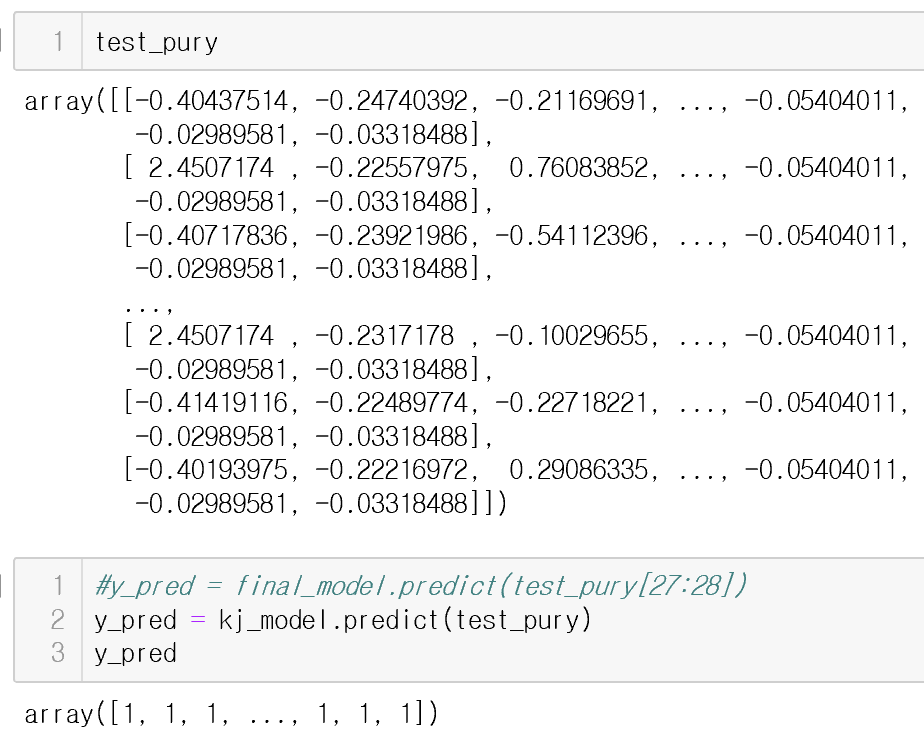 1 test_pury
array([[-0.40437514, -0.24740392, -0.21169691, ..., -0.05404011,
-0.02989581, -0.03318488],
[ 2.4507174 , -0.22557975, 0.76083852, ..., -0.05404011,
-0.02989581, -0.03318488],
[-0.40717836, -0.23921986, -0.54112396, ..., -0.05404011,
-0.02989581, -0.03318488],
...,
[ 2.4507174 , -0.2317178 , -0.10029655, ..., -0.05404011,
-0.02989581, -0.03318488],
[-0.41419116, -0.22489774, -0.22718221, ..., -0.05404011,
-0.02989581, -0.03318488],
[-0.40193975, -0.22216972, 0.29086335, ..., -0.05404011,
-0.02989581, -0.03318488]])
1 #y_pred = final_model.predict(test_pury[27:28])
2 y_pred = kj_model.predict(test_pury)
3 y_pred
array([1, 1, 1, ..., 1, 1, 1])